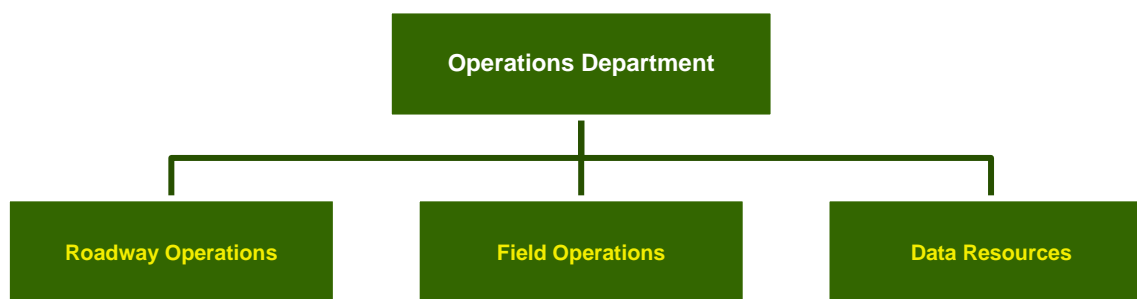 Operations Department
Roadway Operations
Field Operations
Data Resources